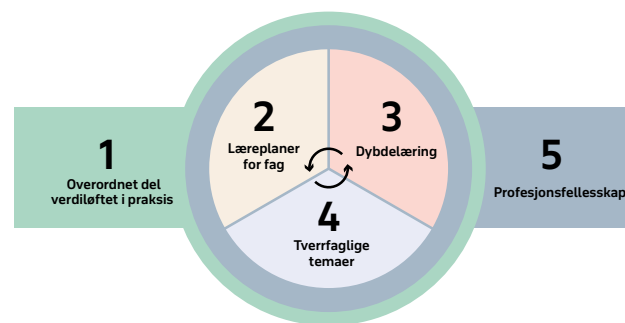 1
Overordnet del
verdiløftet i praksis
2
Læreplaner
for fag
3
Dybdelæring
4
Tverrfaglige
temaer
5
Profesjonsfellesskap